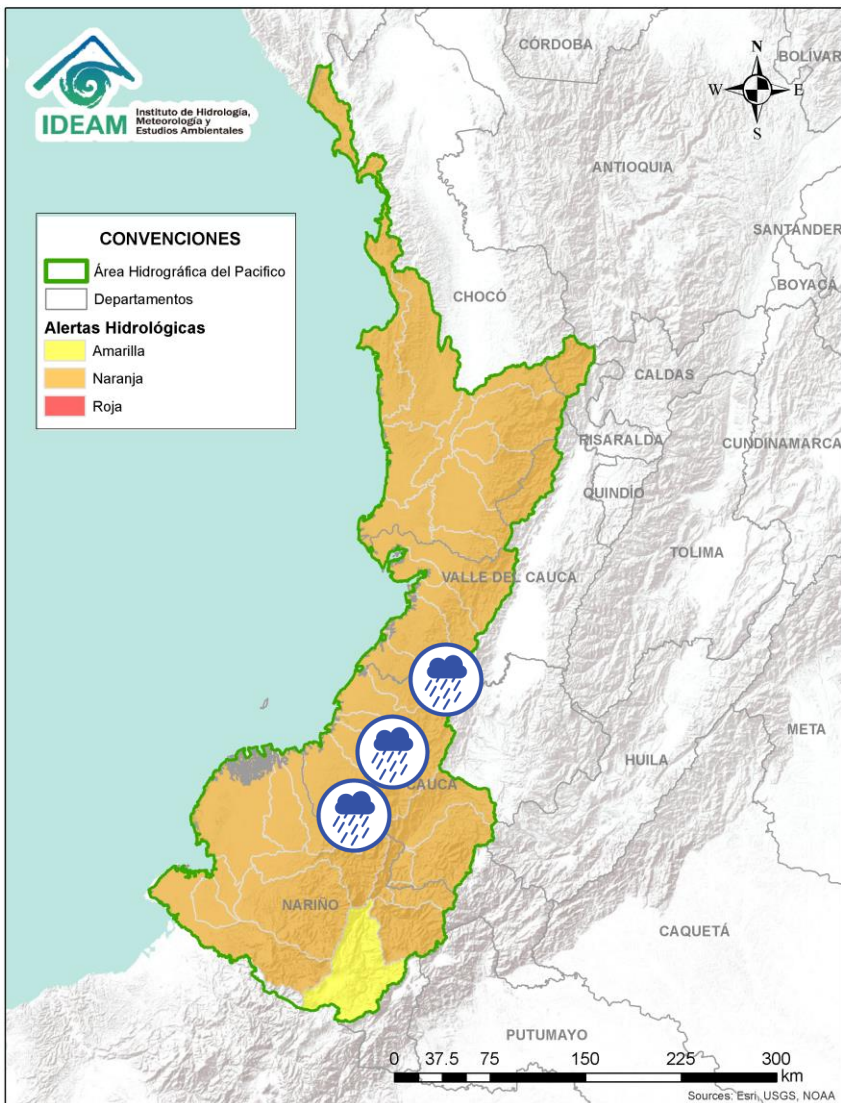 IDEAM
Instituto de Hidrología,
Meteorología y
Estudios Ambientales
CÓRDOBA
BOLÍVAR
N
W
E
S
ANTIOQUIA
SANTANDER
BOYACÁ
CONVENCIONES
Área Hidrográfica del Pacifico
Departamentos
Alertas Hidrológicas
Amarilla
Naranja
Roja
CHOCÓ
CALDAS
RISARALDA
CUNDINAMARCA
QUINDÍO
TOLIMA
VALLE DEL CAUCA
META
HUILA
CAUCA
NARIÑO
CAQUETÁ
PUTUMAYO
0 37.5 75 150 225 300
km
Sources: Esri, USGS, NOAA